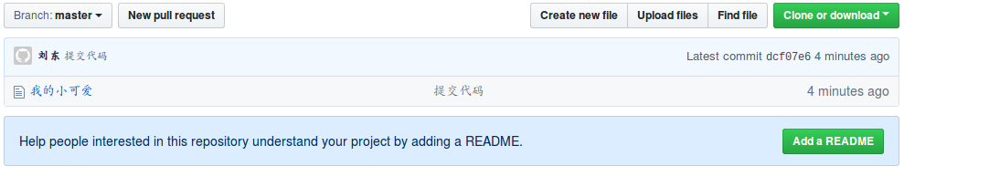 Branch: master New pull request Create new file Upload files Find file Clone or download
刘东 提交代码 Latest commit dcf07e6 4 minutes ago
我的小可爱 提交代码 4 minutes ago
Help people interested in this repository understand your project by adding a README. Add a README